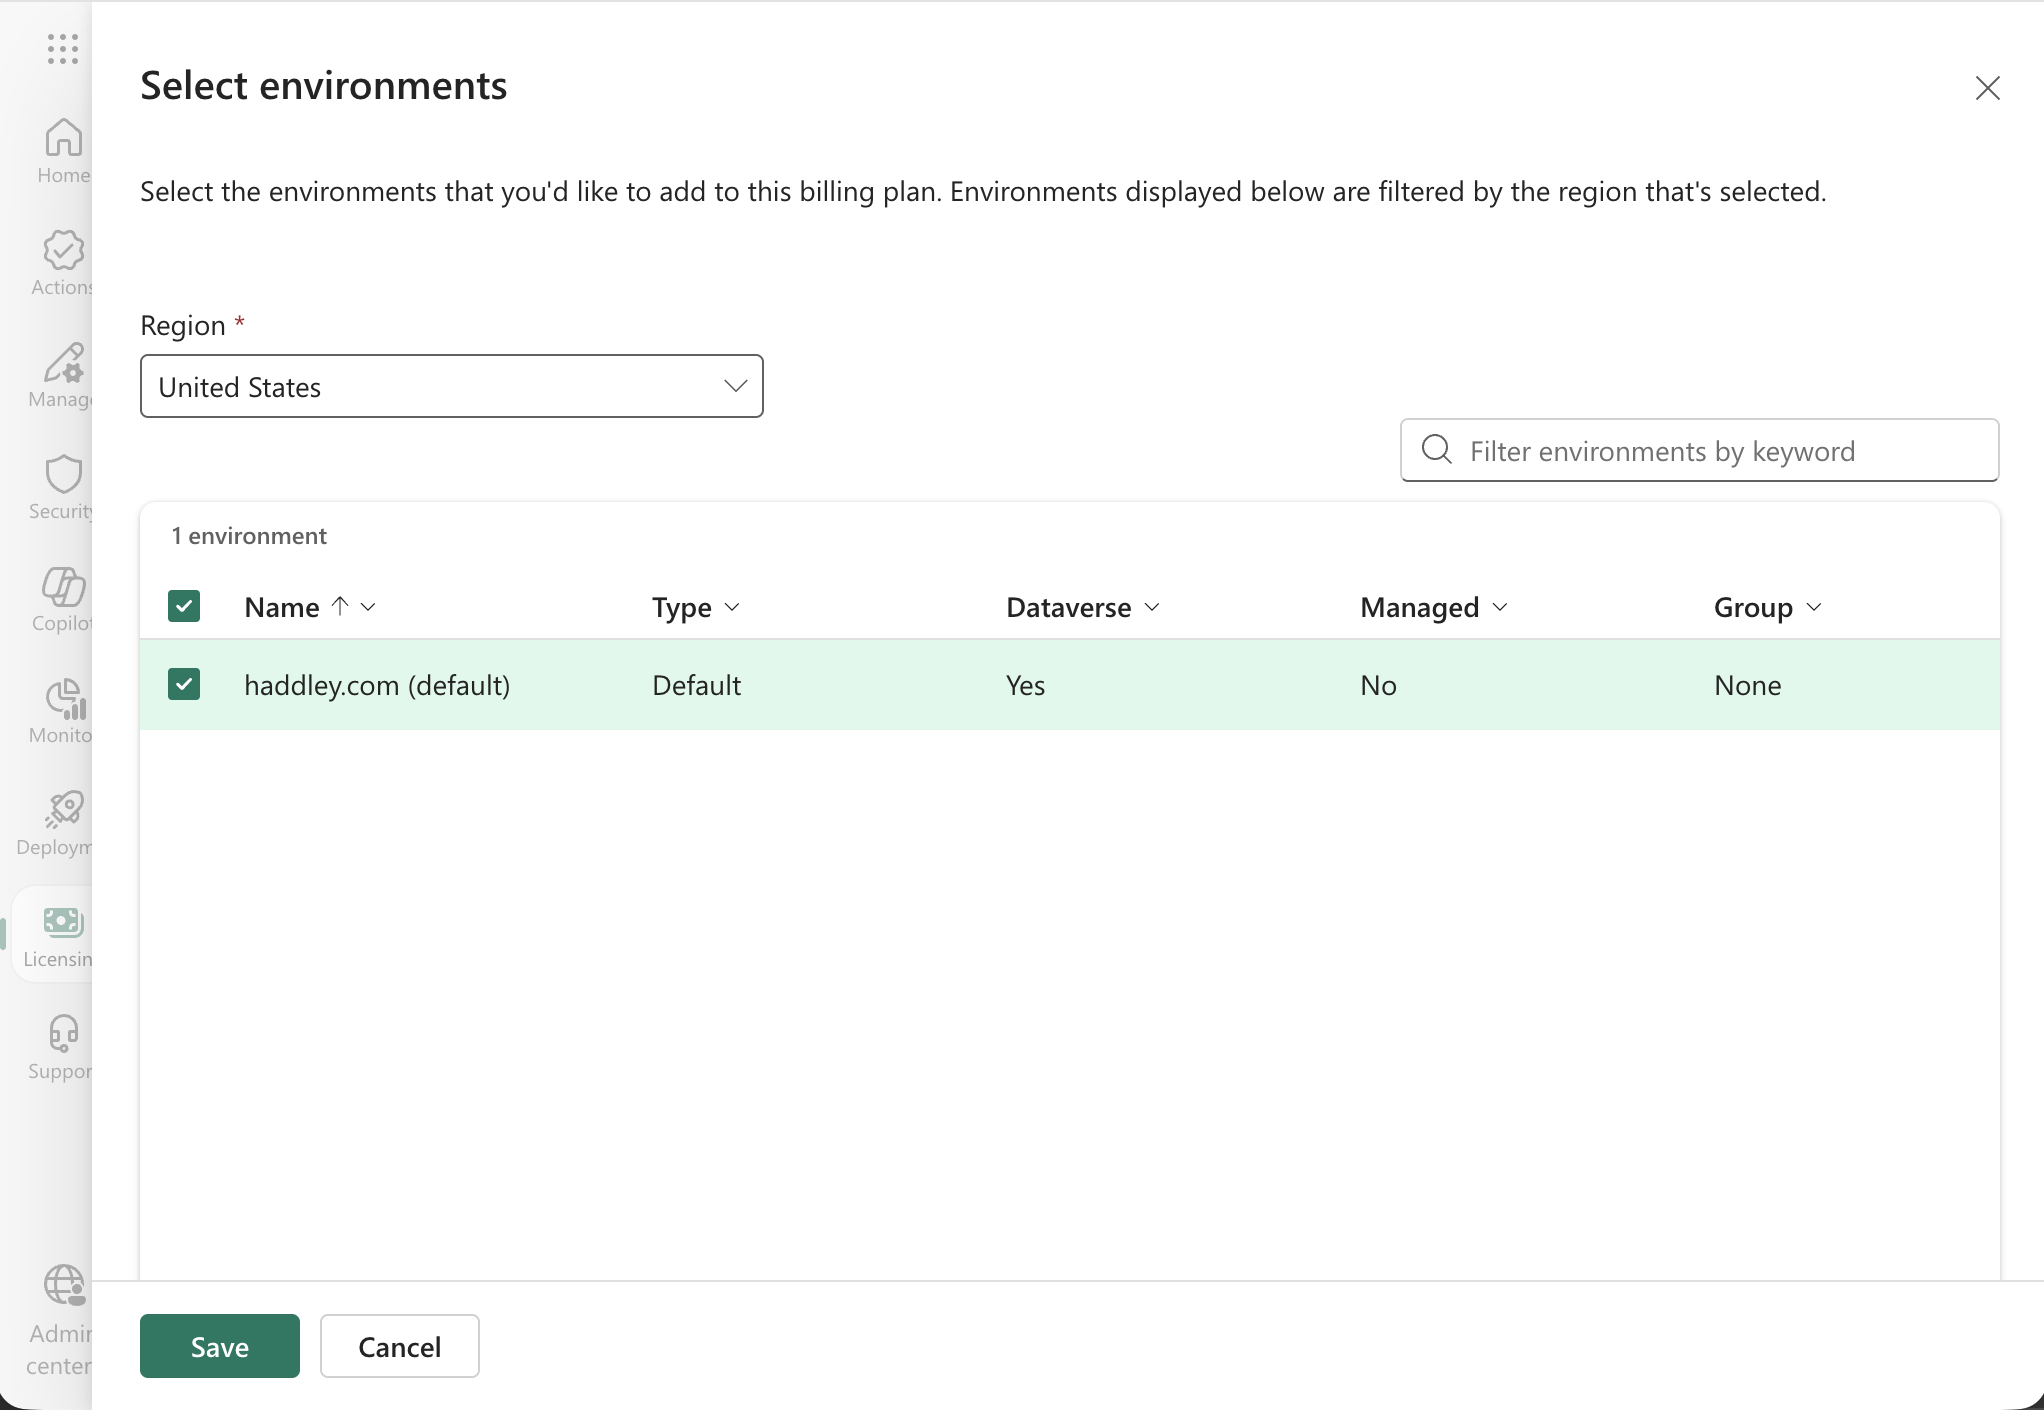 Select environments
Select the environments that you'd like to add to this billing plan. Environments displayed below are filtered by the region that's selected.
Region *
United States
Filter environments by keyword
1 environment
Name Type Dataverse Managed Group
haddley.com (default) Default Yes No None
Save Cancel
Home
Actions
Manag
Security
Copilot
Monito
Deploym
Licensin
Suppor
Admin
center